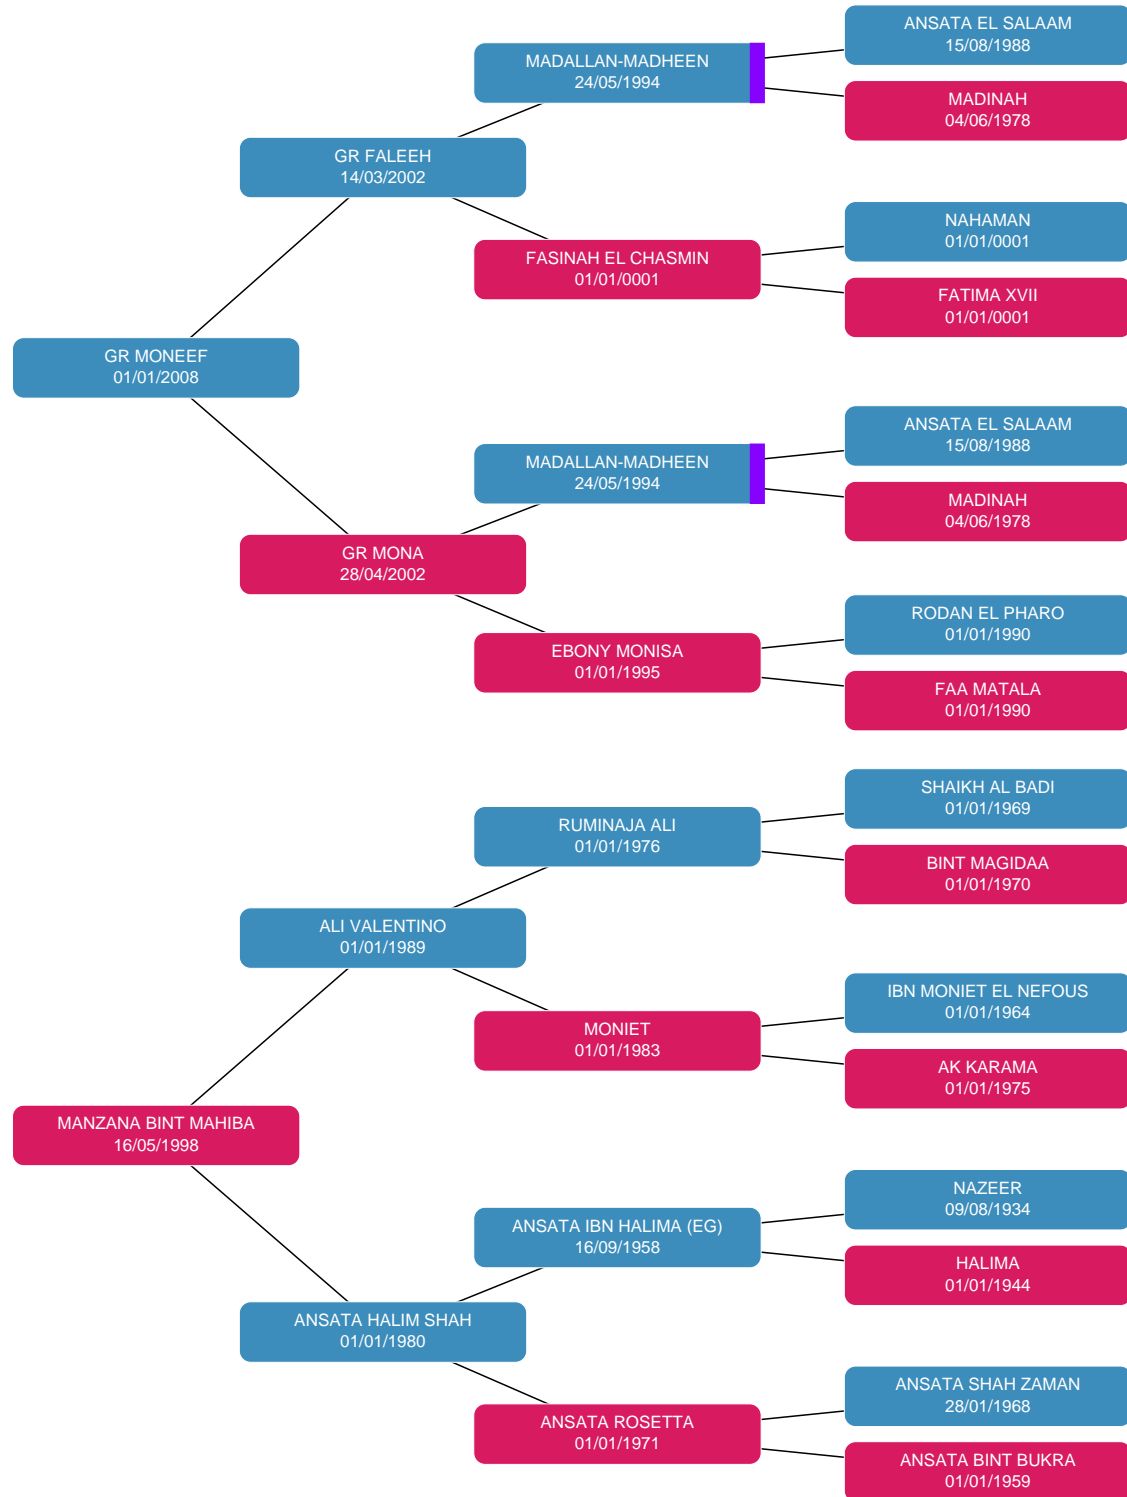 ANSATA EL SALAAM
15/08/1988
MADALLAN-MADHEEN
24/05/1994
MADINAH
04/06/1978
GR FALEEH
14/03/2002
NAHAMAN
01/01/0001
FASINAH EL CHASMIN
01/01/0001
FATIMA XVII
01/01/0001
GR MONEEF
01/01/2008
ANSATA EL SALAAM
15/08/1988
MADALLAN-MADHEEN
24/05/1994
MADINAH
04/06/1978
GR MONA
28/04/2002
RODAN EL PHARO
01/01/1990
EBONY MONISA
01/01/1995
FAA MATALA
01/01/1990
SHAIKH AL BADI
01/01/1969
RUMINAJA ALI
01/01/1976
BINT MAGIDAA
01/01/1970
ALI VALENTINO
01/01/1989
IBN MONIET EL NEFOUS
01/01/1964
MONIET
01/01/1983
AK KARAMA
01/01/1975
MANZANA BINT MAHIBA
16/05/1998
NAZEER
09/08/1934
ANSATA IBN HALIMA (EG)
16/09/1958
HALIMA
01/01/1944
ANSATA HALIM SHAH
01/01/1980
ANSATA SHAH ZAMAN
28/01/1968
ANSATA ROSETTA
01/01/1971
ANSATA BINT BUKRA
01/01/1959